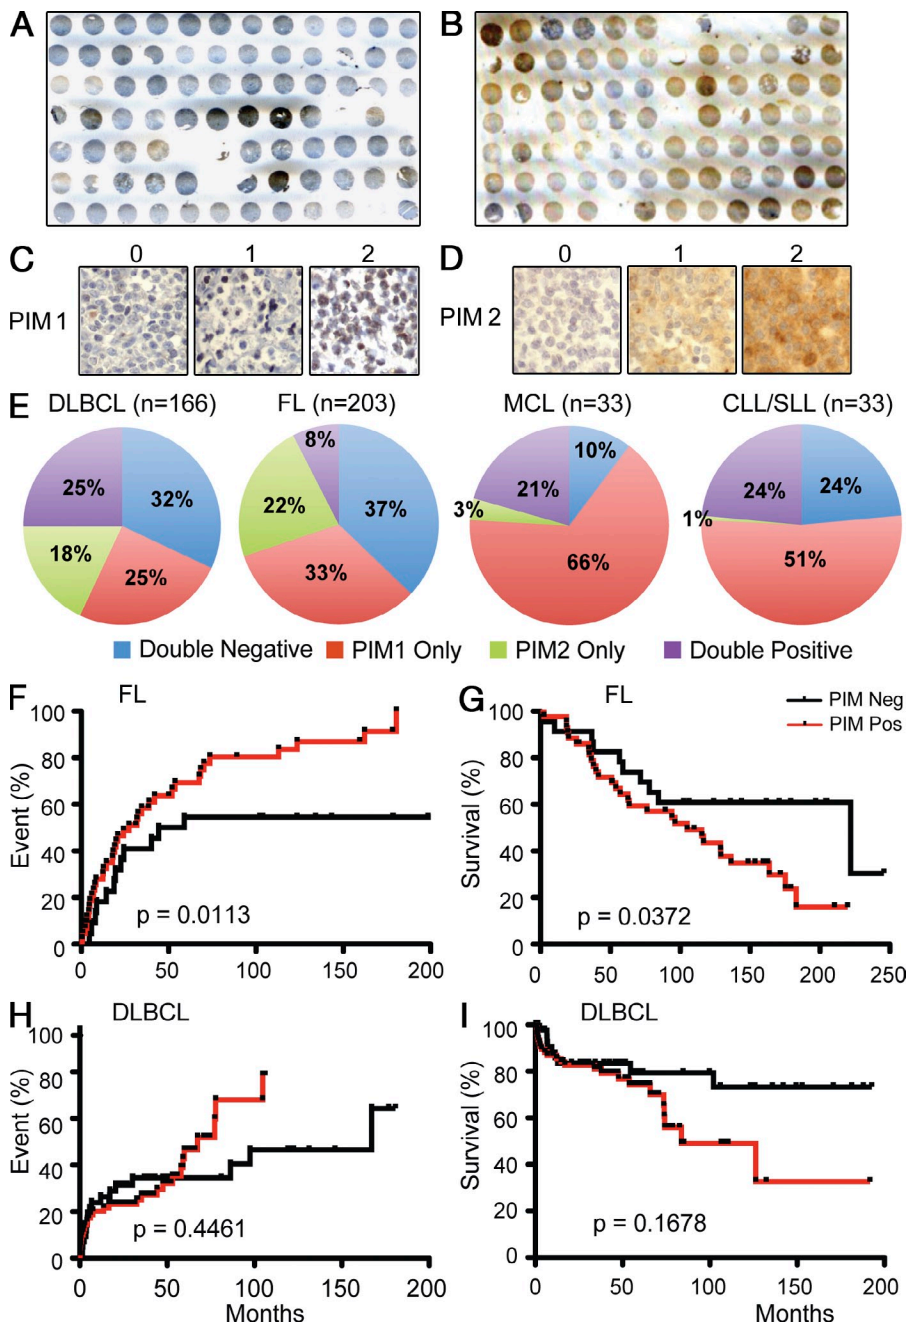 A
B
C
0 1 2
PIM 1
D
0 1 2
PIM 2
E
DLBCL (n=166)
FL (n=203)
MCL (n=33)
CLL/SLL (n=33)
25%
32%
18%
25%
8%
22%
37%
33%
10%
21%
3%
66%
24%
24%
1%
51%
Double Negative
PIM1 Only
PIM2 Only
Double Positive
F
FL
Event (%)
100
80
60
40
20
0
p = 0.0113
0 50 100 150 200
G
FL
PIM Neg
PIM Pos
Survival (%)
100
80
60
40
20
0
p = 0.0372
0 50 100 150 200 250
H
DLBCL
Event (%)
100
80
60
40
20
0
p = 0.4461
0 50 100 150 200
Months
I
DLBCL
Survival (%)
100
80
60
40
20
0
p = 0.1678
0 50 100 150 200
Months